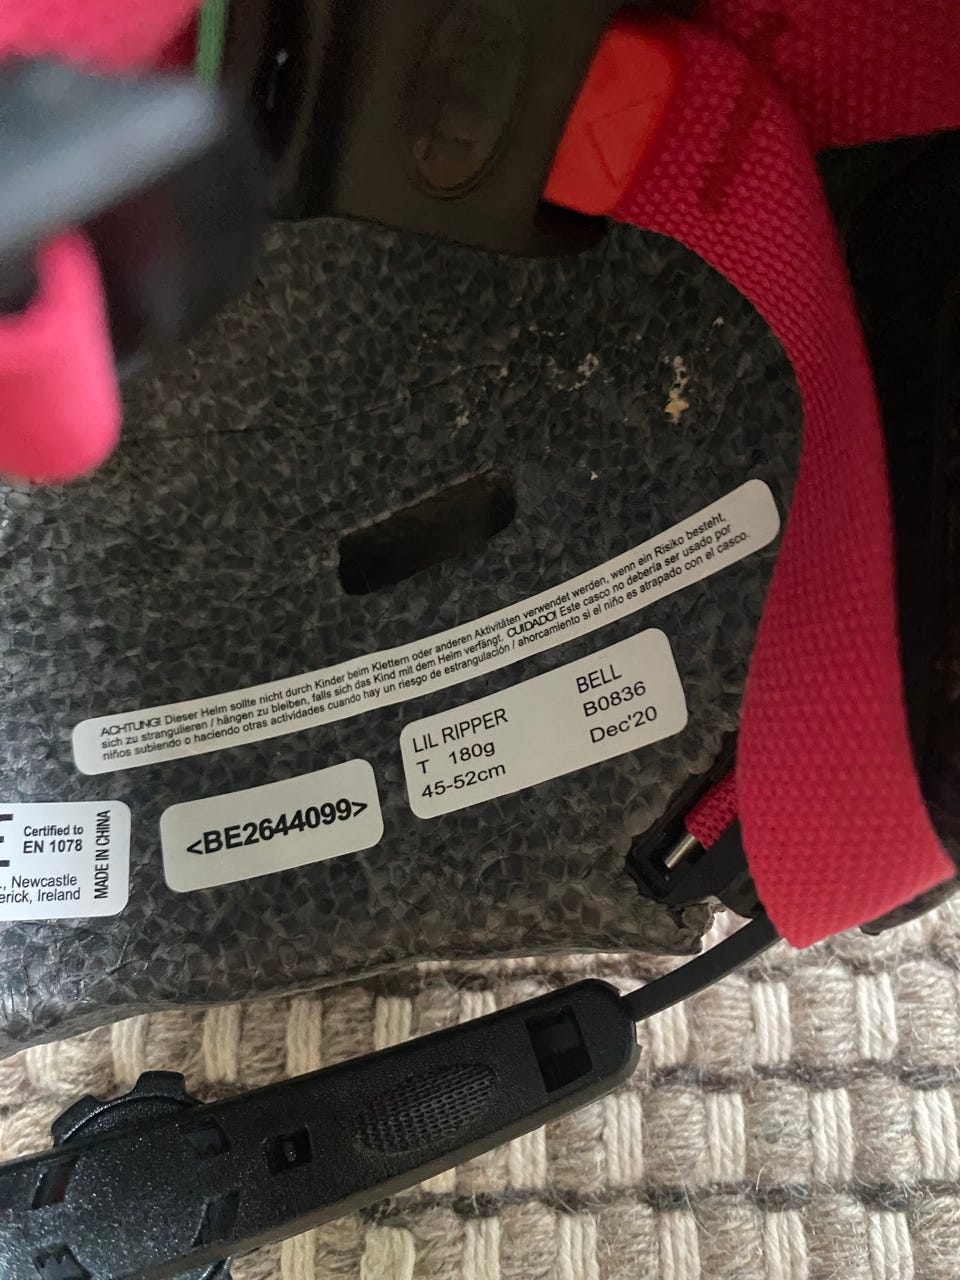 ACHTUNG! Dieser Helm sollte nicht durch Kinder beim Klettern oder anderen Aktivitäten verwendet werden, wenn ein Risiko besteht,
sich zu strangulieren / hängen zu bleiben, falls sich das Kind mit dem Helm verfängt. CUIDADO! Este casco no debería ser usado por
niños subiendo o haciendo otras actividades cuando hay un riesgo de estrangulación / ahorcamiento si el niño es atrapado con el casco.
LIL RIPPER BELL
T 180g B0836
45-52cm Dec'20
<BE2644099>
Certified to
EN 1078
Newcastle
Ireland
MADE IN CHINA